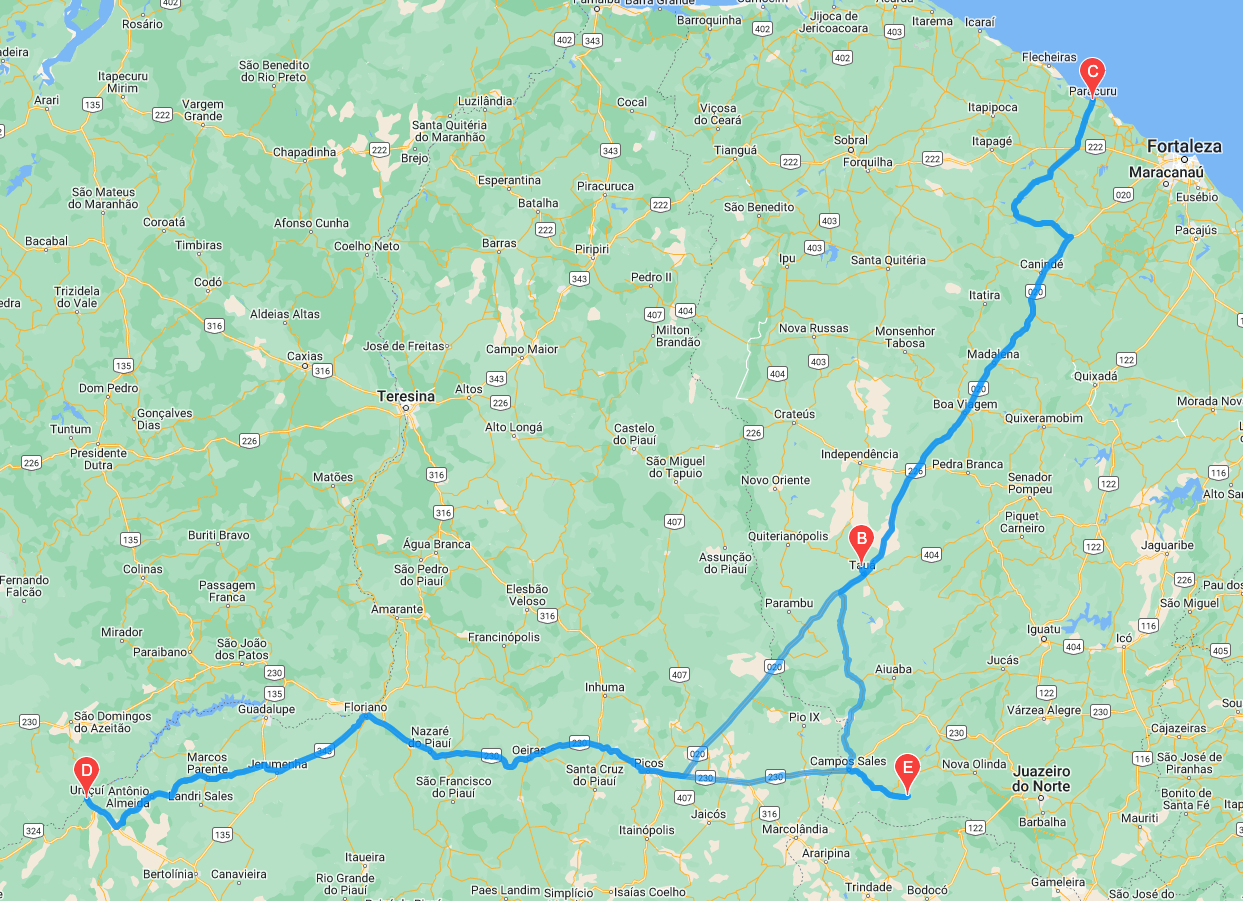 402
Rosário
Parnaíba
Barra Grande
Barroquinha
Camocim
Jijoca de
Jericoacoara
Acaraú
Itarema
Icaraí
402
343
402
403
402
Flecheiras
C
Paracuru
São Benedito
do Rio Preto
Itapecuru
Mirim
Arari
135
Vargem
Grande
222
Luzilândia
Cocal
Viçosa
do Ceará
Itapipoca
Santa Quitéria
do Maranhão
Chapadinha
222
Brejo
343
Tianguá
222
Sobral
Forquilha
222
Itapagé
222
Fortaleza
Maracanaú
020
Eusébio
São Mateus
do Maranhão
Esperantina
Piracuruca
Batalha
222
222
São Benedito
403
Coroatá
Afonso Cunha
Bacabal
Timbiras
Coelho Neto
Barras
Piripiri
403
Ipu
Santa Quitéria
Pacajús
Canindé
Codó
343
Pedro II
Trizidela
do Vale
020
Itatira
Aldeias Altas
316
407
404
Milton
Brandão
Nova Russas
Monsenhor
Tabosa
José de Freitas
Campo Maior
Caxias
316
135
Madalena
403
404
122
Quixadá
Dom Pedro
Teresina
Altos
343
226
020
Boa Viagem
Morada Nova
Gonçalves
Dias
Tuntum
226
226
Presidente
Dutra
Alto Longá
Castelo
do Piauí
226
Crateús
Quixeramobim
Independência
São Miguel
do Tapuio
226
Pedra Branca
Matões
316
Novo Oriente
Senador
Pompeu
122
116
316
407
Piquet
Carneiro
B
Quiterianópolis
Buriti Bravo
135
Água Branca
Assunção
do Piauí
404
122
Jaguaribe
Tauá
Colinas
São Pedro
do Piauí
Fernando
Falcão
Passagem
Franca
Elesbão
Veloso
316
226
Amarante
Parambu
São Miguel
116
Mirador
Francinópolis
Iguatu
404
Icó
Paraibano
São João
dos Patos
405
230
407
020
Aiuaba
Jucás
135
Inhuma
122
Guadalupe
Floriano
230
São Domingos
do Azeitão
Pio IX
Várzea Alegre
230
Nazaré
do Piauí
230
230
Cajazeiras
343
Oeiras
020
Marcos
Parente
Jerumenha
D
Santa Cruz
do Piauí
Picos
230
230
Campos Sales
E
Nova Olinda
São José de
Piranhas
Juazeiro
do Norte
Uruçuí
Antônio
Almeida
Landri Sales
São Francisco
do Piauí
407
Jaicós
316
Bonito de
Santa Fé
Marcolândia
122
Barbalha
Mauriti
324
135
Itainópolis
Araripina
Itaueira
Bertolínia
Canavieira
Rio Grande
do Piauí
Paes Landim
Simplício
Isaías Coelho
Trindade
Bodocó
Gameleira
São José do